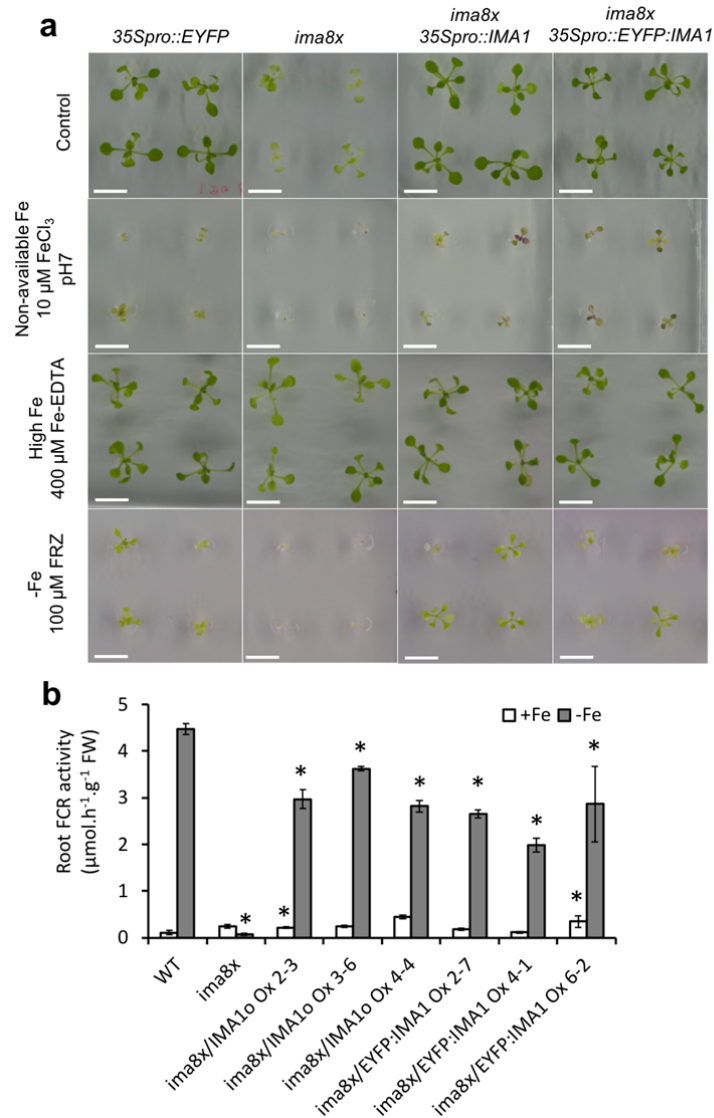 a
35Spro::EYFP
ima8x
ima8x
35Spro::IMA1
ima8x
35Spro::EYFP:IMA1
Control
Non-available Fe
10 µM FeCl3
pH7
High Fe
400 µM Fe-EDTA
-Fe
100 µM FRZ
b
Root FCR activity
(µmol.h-1.g-1 FW)
5
4
3
2
1
0
+Fe
-Fe
*
*
*
*
*
*
*
*
*
WT
ima8x
ima8x/IMA1o Ox 2-3
ima8x/IMA1o Ox 3-6
ima8x/IMA1o Ox 4-4
ima8x/EYFP:IMA1 Ox 2-7
ima8x/EYFP:IMA1 Ox 4-1
ima8x/EYFP:IMA1 Ox 6-2